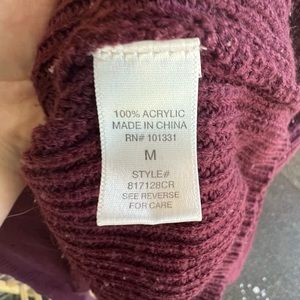 100% ACRYLIC
MADE IN CHINA
RN# 101331
M
STYLE#
817128CR
SEE REVERSE
FOR CARE